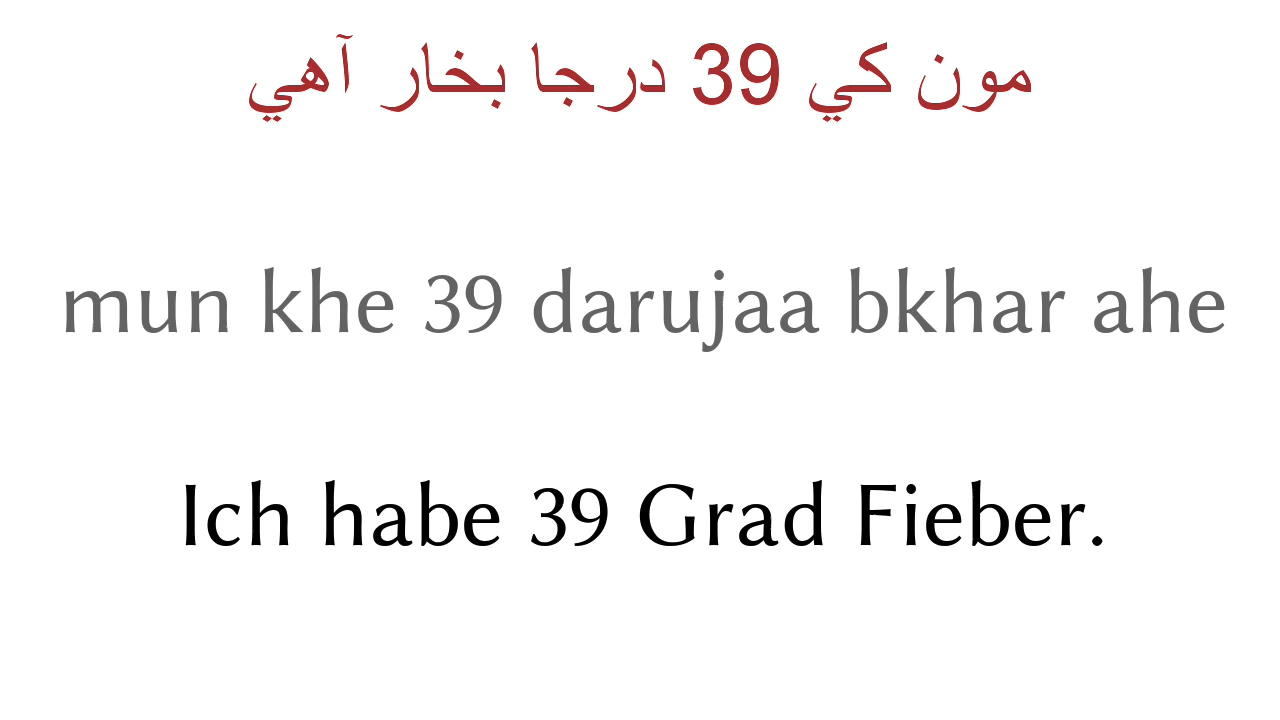 مون کي 39 درجا بخار آهي
mun khe 39 darujaa bkhar ahe
Ich habe 39 Grad Fieber.